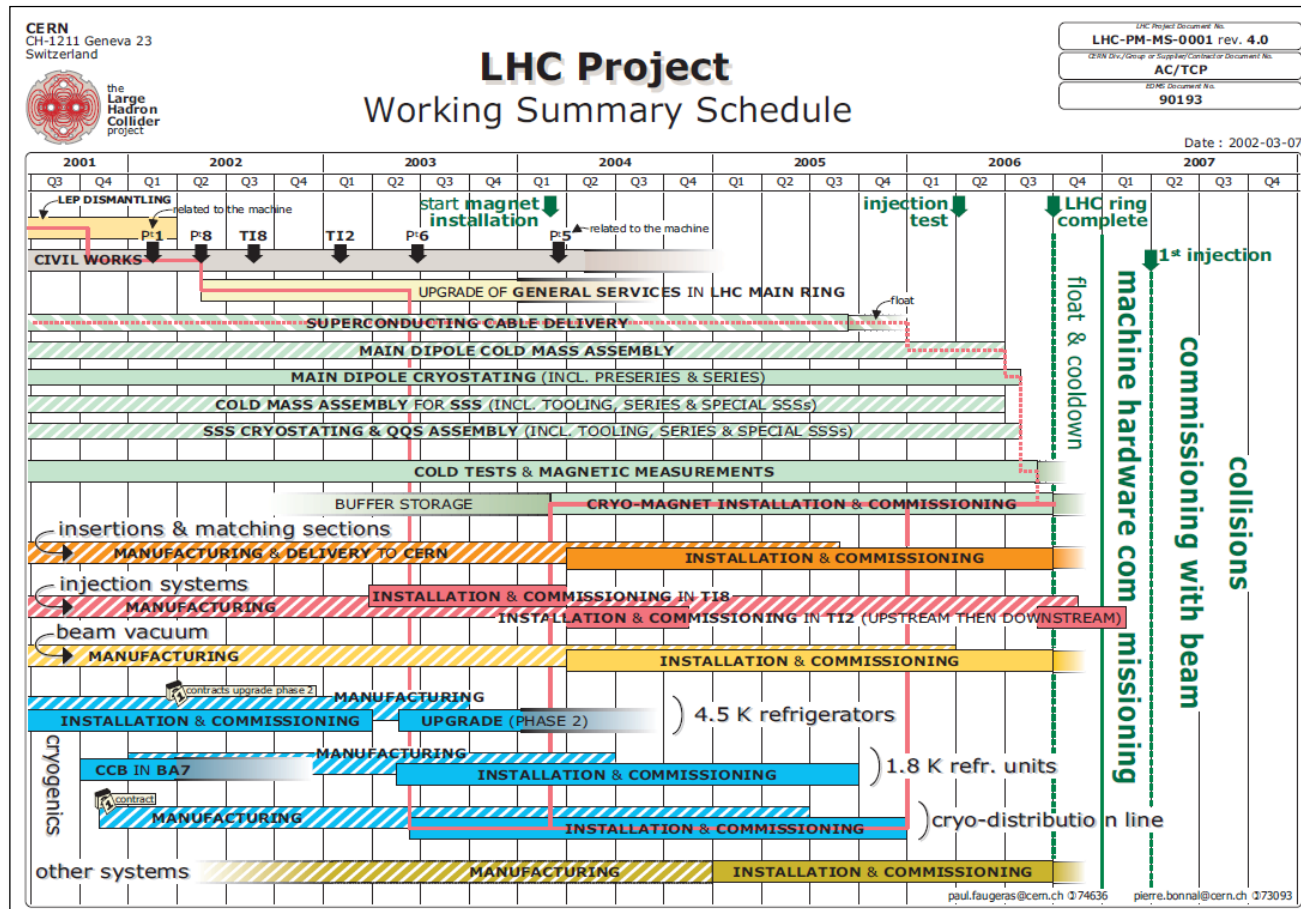 CERN
CH-1211 Geneva 23
Switzerland
the
Large
Hadron
Collider
project
LHC Project
Working Summary Schedule
LHC Project Document No.
LHC-PM-MS-0001 rev. 4.0
CERN Div./Group or Supplier/Contractor Document No.
AC/TCP
EDMS Document No.
90193
Date : 2002-03-07
2001 2002 2003 2004 2005 2006 2007
Q3 Q4 Q1 Q2 Q3 Q4 Q1 Q2 Q3 Q4 Q1 Q2 Q3 Q4 Q1 Q2 Q3 Q4 Q1 Q2 Q3 Q4 Q1 Q2 Q3 Q4
LEP DISMANTLING
related to the machine
start magnet
installation
injection
test
LHC ring
complete
related to the machine
Pt1 Pt8 TI8 TI2 Pt6 Pt5
CIVIL WORKS
1st injection
UPGRADE OF GENERAL SERVICES IN LHC MAIN RING
float
SUPERCONDUCTING CABLE DELIVERY
MAIN DIPOLE COLD MASS ASSEMBLY
MAIN DIPOLE CRYOSTATING (INCL. PRESERIES & SERIES)
COLD MASS ASSEMBLY FOR SSS (INCL. TOOLING, SERIES & SPECIAL SSSs)
SSS CRYOSTATING & QQS ASSEMBLY (INCL. TOOLING, SERIES & SPECIAL SSSs)
COLD TESTS & MAGNETIC MEASUREMENTS
BUFFER STORAGE
CRYO-MAGNET INSTALLATION & COMMISSIONING
float & cooldown
machine hardware com missioning
commissioning with beam
collisions
insertions & matching sections
MANUFACTURING & DELIVERY TO CERN
INSTALLATION & COMMISSIONING
injection systems
INSTALLATION & COMMISSIONING IN TI8
MANUFACTURING
INSTALLATION & COMMISSIONING IN TI2 (UPSTREAM THEN DOWNSTREAM)
beam vacuum
MANUFACTURING
INSTALLATION & COMMISSIONING
contracts upgrade phase 2
MANUFACTURING
INSTALLATION & COMMISSIONING
UPGRADE (PHASE 2)
4.5 K refrigerators
cryogenics
MANUFACTURING
CCB IN BA7
INSTALLATION & COMMISSIONING
1.8 K refr. units
contract
MANUFACTURING
INSTALLATION & COMMISSIONING
cryo-distributio n line
other systems
MANUFACTURING
INSTALLATION & COMMISSIONING
paul.faugeras@cern.ch ✆74636 pierre.bonnal@cern.ch ✆73093